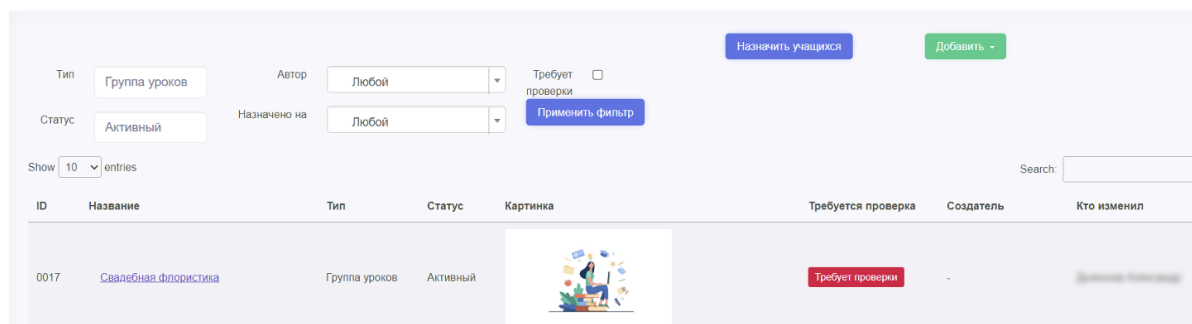 Назначить учащихся Добавить
Тип Группа уроков Автор Любой Требует проверки
Статус Активный Назначено на Любой Применить фильтр
Show 10 entries Search:
ID Название Тип Статус Картинка Требуется проверка Создатель Кто изменил
0017 Свадебная флористика Группа уроков Активный Требует проверки -